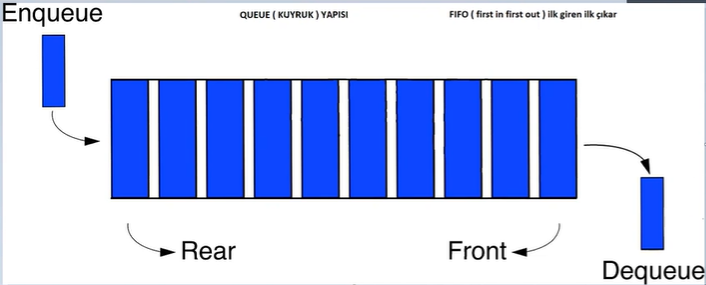 Enqueue
QUEUE ( KUYRUK ) YAPISI
FIFO ( first in first out ) ilk giren ilk çıkar
Rear
Front
Dequeue